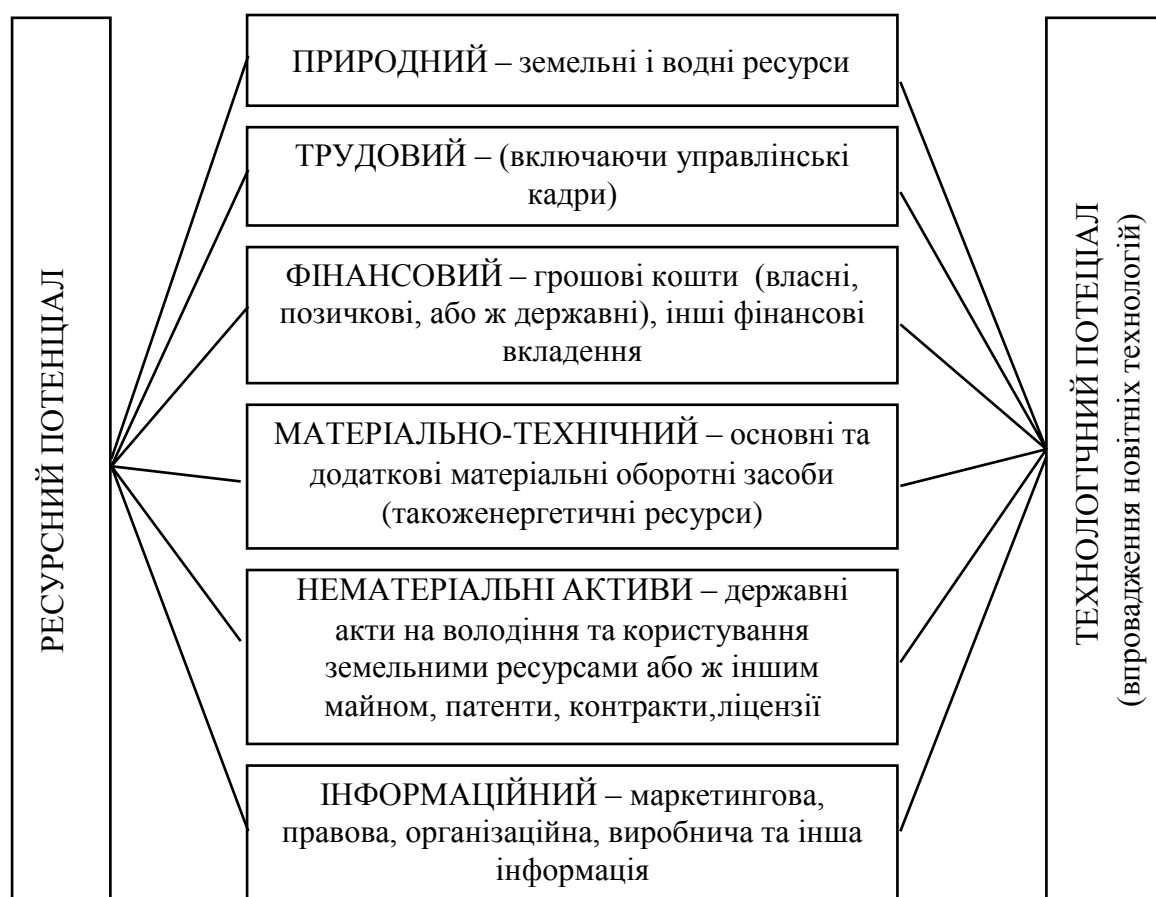 РЕСУРСНИЙ ПОТЕНЦІАЛ
ПРИРОДНИЙ – земельні і водні ресурси
ТРУДОВИЙ – (включаючи управлінські
кадри)
ФІНАНСОВИЙ – грошові кошти (власні,
позичкові, або ж державні), інші фінансові
вкладення
МАТЕРІАЛЬНО-ТЕХНІЧНИЙ – основні та
додаткові матеріальні оборотні засоби
(такоженергетичні ресурси)
НЕМАТЕРІАЛЬНІ АКТИВИ – державні
акти на володіння та користування
земельними ресурсами або ж іншим
майном, патенти, контракти,ліцензії
ІНФОРМАЦІЙНИЙ – маркетингова,
правова, організаційна, виробнича та інша
інформація
ТЕХНОЛОГІЧНИЙ ПОТЕЦІАЛ
(впровадження новітніх технологій)